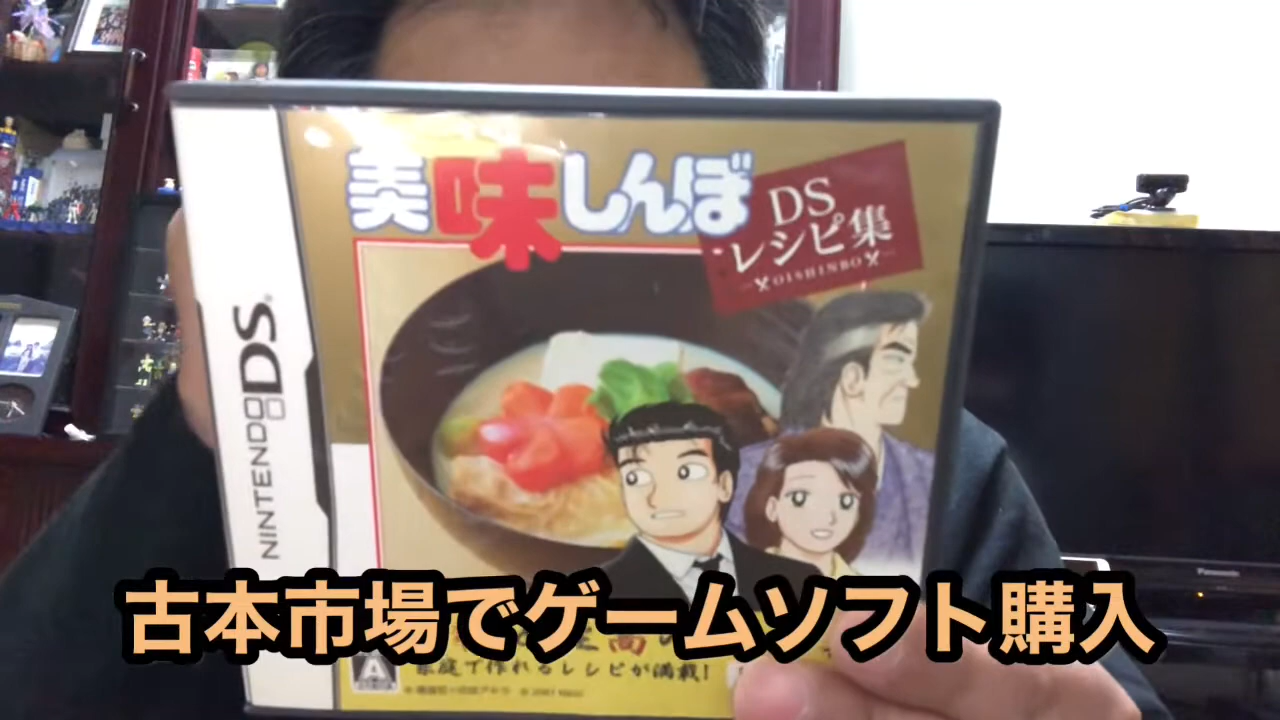 美味しんぼ
DS
レシピ集
OISHINBO
NINTENDO DS
古本市場でゲームソフト購入
家庭で作れるレシピが満載!
A
Panasonic